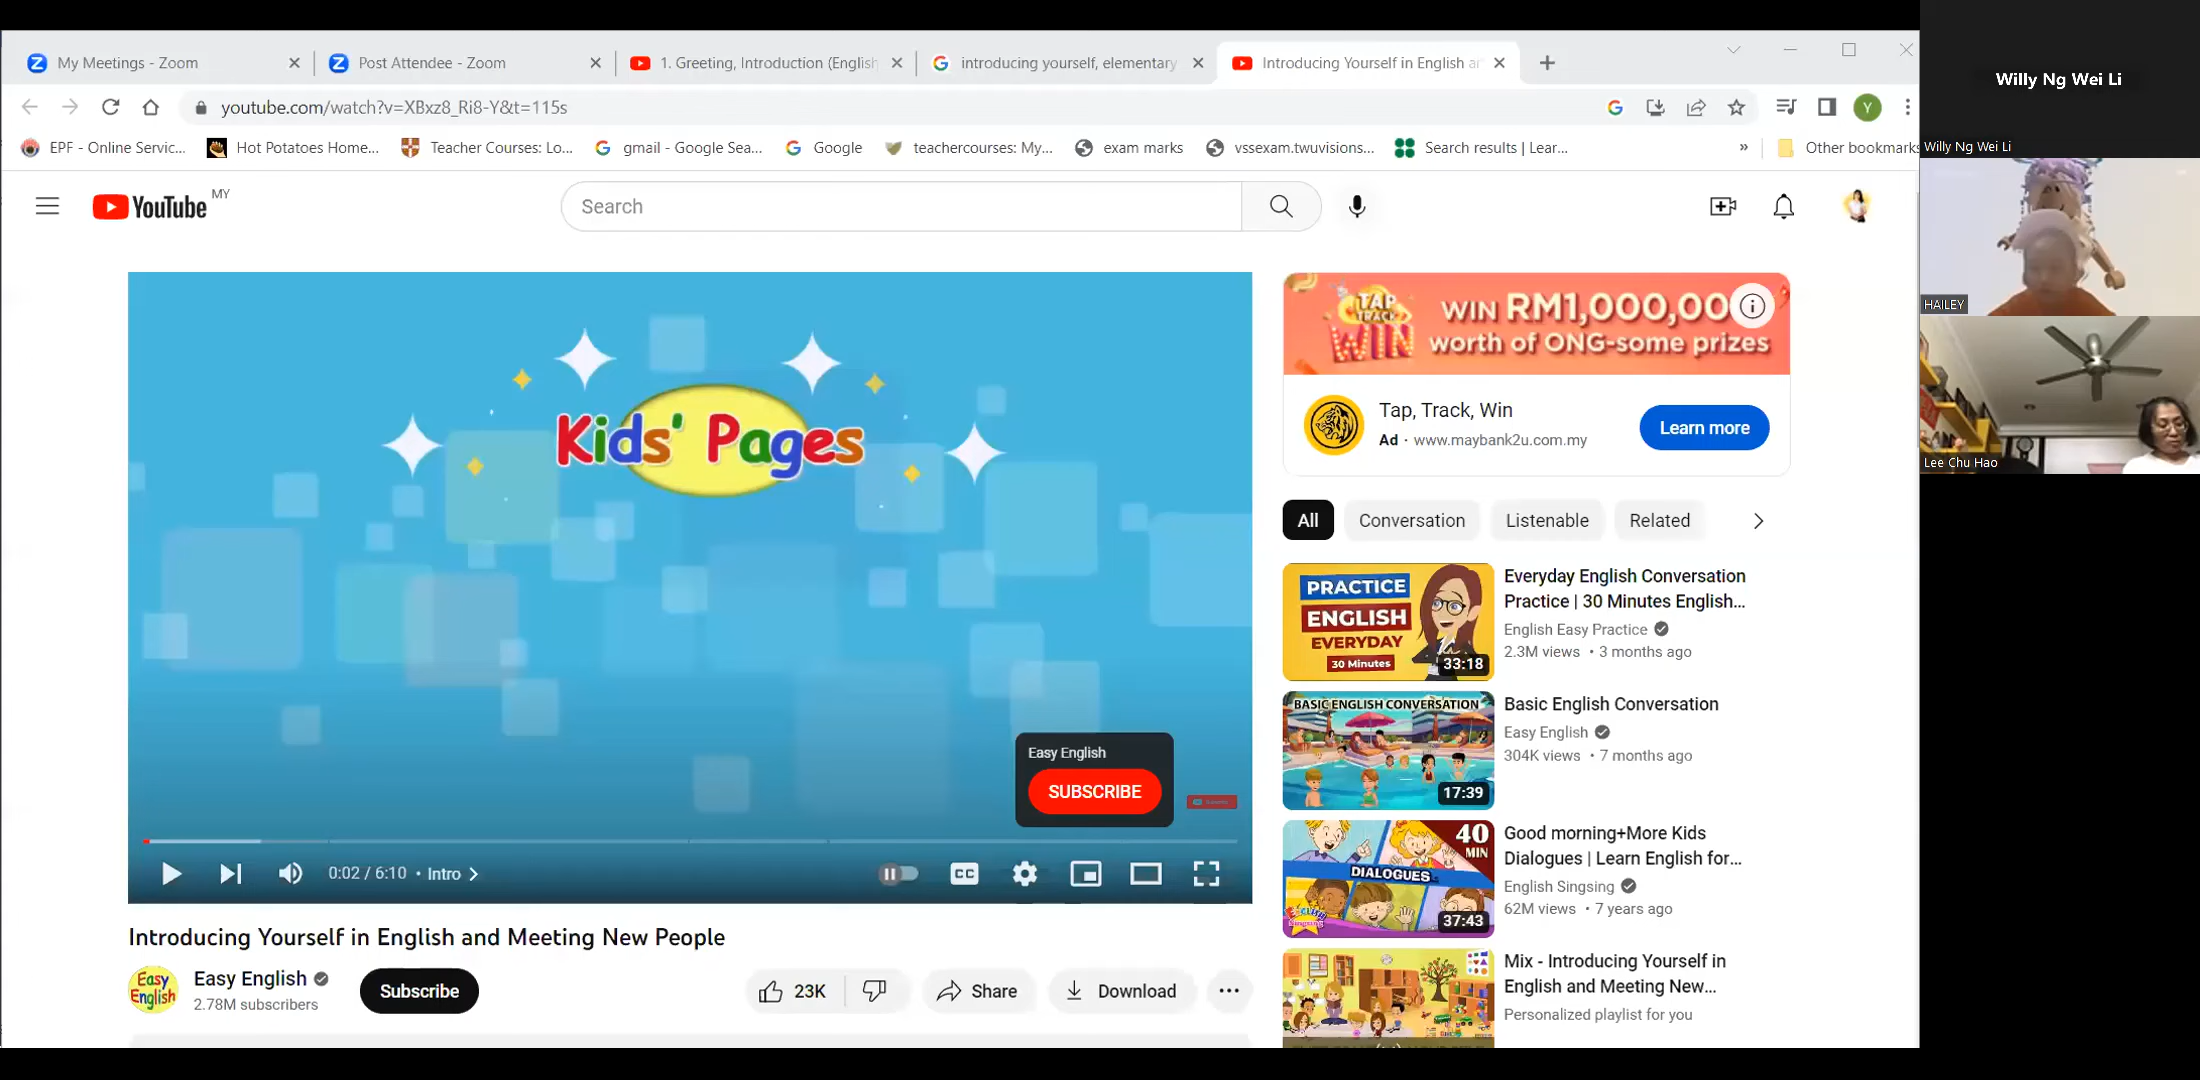 My Meetings - Zoom
Post Attendee - Zoom
1. Greeting, Introduction (English
introducing yourself, elementary
Introducing Yourself in English an
youtube.com/watch?v=XBxz8_Ri8-Y&t=115s
Y
EPF - Online Servic...
Hot Potatoes Home...
Teacher Courses: Lo...
gmail - Google Sea...
Google
teachercourses: My...
exam marks
vssexam.twuvisions...
Search results | Lear...
»
Other bookmarks
YouTube MY
Search
Kids' Pages
Easy English
SUBSCRIBE
0:02 / 6:10 • Intro
CC
Introducing Yourself in English and Meeting New People
Easy English
Easy English
2.78M subscribers
Subscribe
23K
Share
Download
TAP TRACK WIN
WIN RM1,000,00
worth of ONG-some prizes
Tap, Track, Win
Ad · www.maybank2u.com.my
Learn more
All
Conversation
Listenable
Related
PRACTICE
ENGLISH
EVERYDAY
30 Minutes
33:18
Everyday English Conversation
Practice | 30 Minutes English...
English Easy Practice
2.3M views • 3 months ago
BASIC ENGLISH CONVERSATION
17:39
Basic English Conversation
Easy English
304K views • 7 months ago
40
MIN
DIALOGUES
English
Singsing
37:43
Good morning+More Kids
Dialogues | Learn English for...
English Singsing
62M views • 7 years ago
Mix - Introducing Yourself in
English and Meeting New...
Personalized playlist for you
Willy Ng Wei Li
Willy Ng Wei Li
HAILEY
Lee Chu Hao